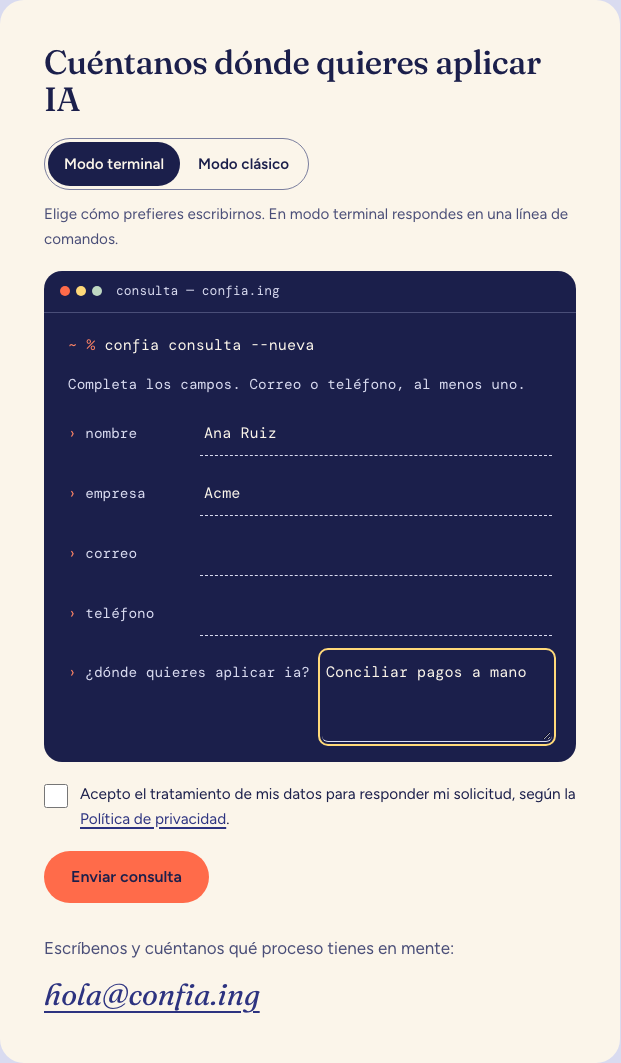 Cuéntanos dónde quieres aplicar
IA
Modo terminal Modo clásico
Elige cómo prefieres escribirnos. En modo terminal respondes en una línea de
comandos.
consulta — confia.ing
~ % confia consulta --nueva
Completa los campos. Correo o teléfono, al menos uno.
› nombre Ana Ruiz
› empresa Acme
› correo
› teléfono
› ¿dónde quieres aplicar ia? Conciliar pagos a mano
Acepto el tratamiento de mis datos para responder mi solicitud, según la
Política de privacidad.
Enviar consulta
Escríbenos y cuéntanos qué proceso tienes en mente:
hola@confia.ing